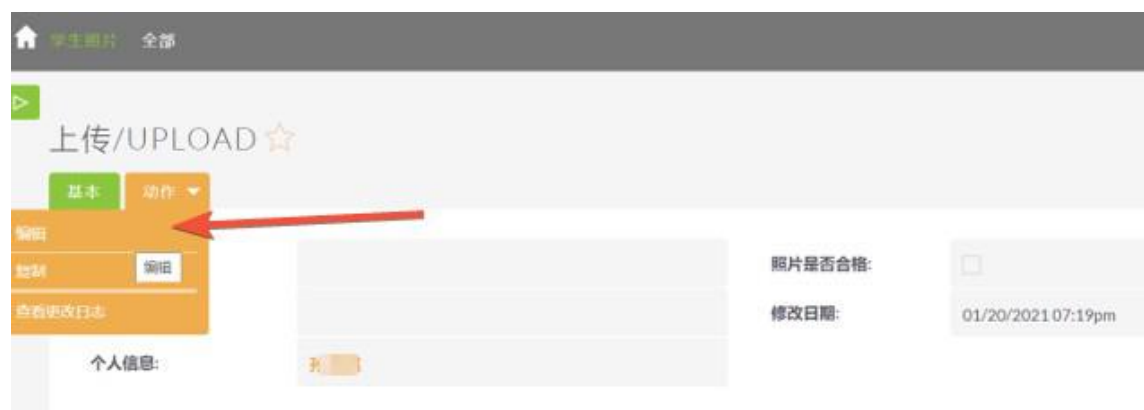 学生照片 全部
上传/UPLOAD
基本 动作
编辑
复制 编辑
照片是否合格:
查看更改日志
修改日期: 01/20/2021 07:19pm
个人信息: 孙